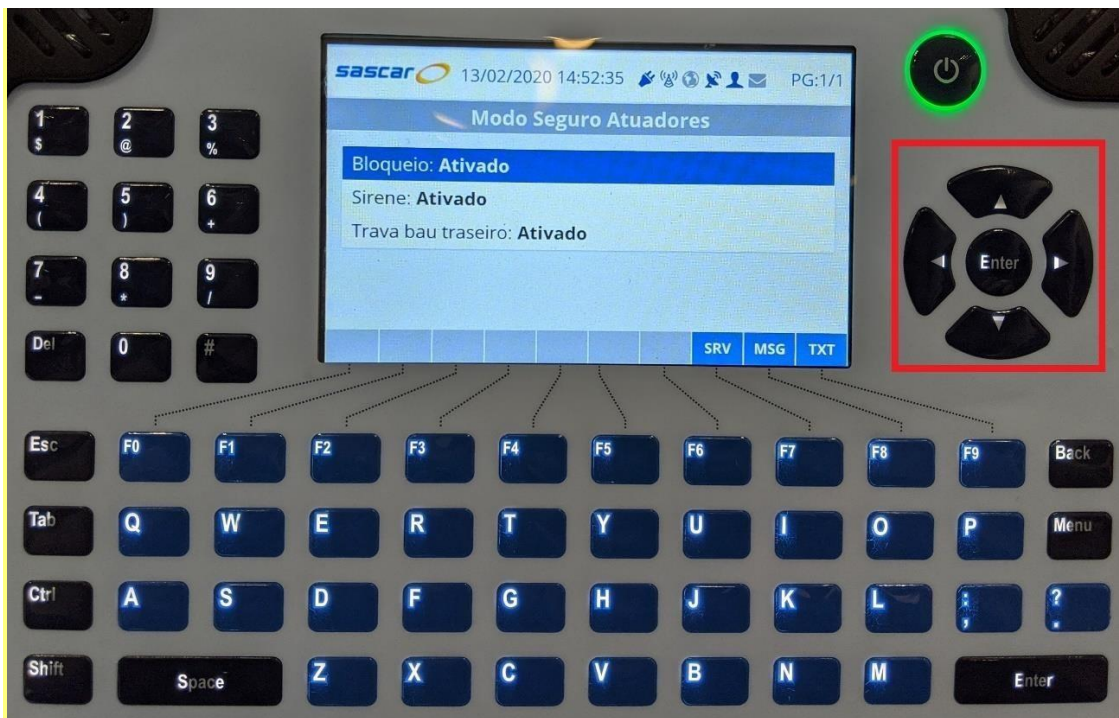 sascar 13/02/2020 14:52:35 PG:1/1
Modo Seguro Atuadores
Bloqueio: Ativado
Sirene: Ativado
Trava bau traseiro: Ativado
SRV MSG TXT
1 2 3
$ @ %
4 5 6
( ) +
7 8 9
- * /
Del 0 #
Enter
Esc F0 F1 F2 F3 F4 F5 F6 F7 F8 F9 Back
Tab Q W E R T Y U I O P Menu
Ctrl A S D F G H J K L : ; ? .
Shift Space Z X C V B N M Enter